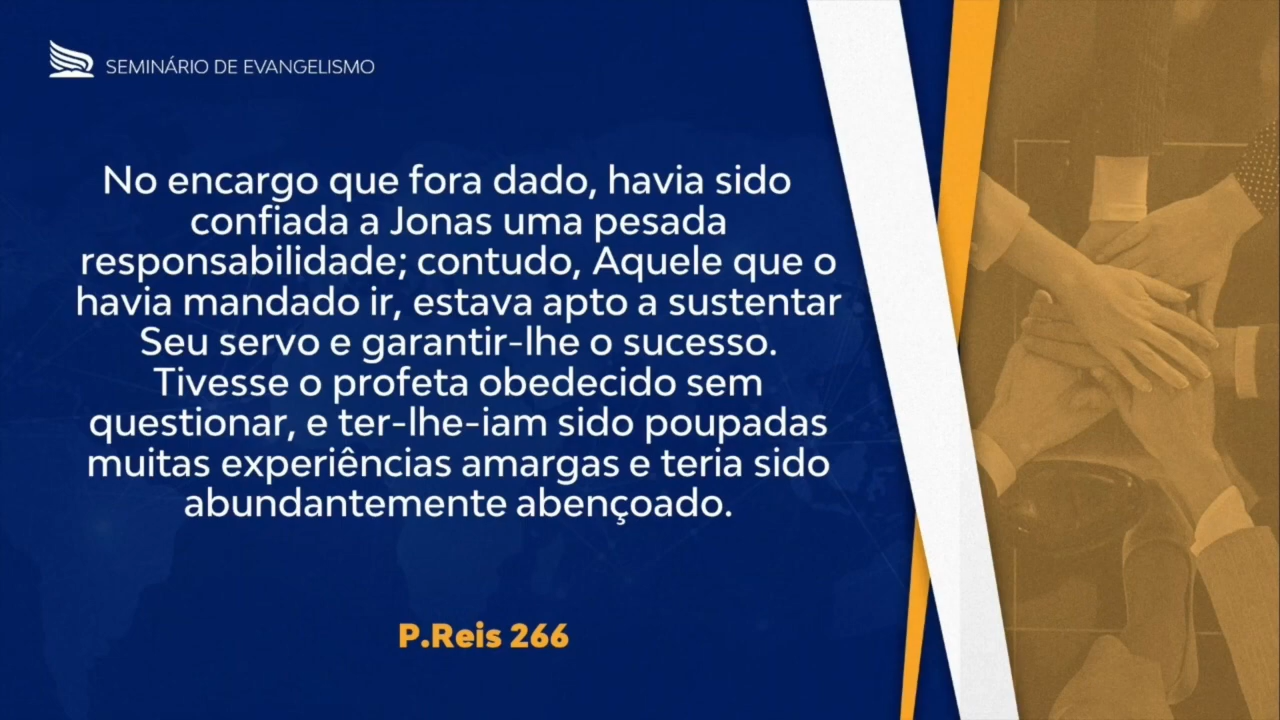 SEMINÁRIO DE EVANGELISMO
No encargo que fora dado, havia sido
confiada a Jonas uma pesada
responsabilidade; contudo, Aquele que o
havia mandado ir, estava apto a sustentar
Seu servo e garantir-lhe o sucesso.
Tivesse o profeta obedecido sem
questionar, e ter-lhe-iam sido poupadas
muitas experiências amargas e teria sido
abundantemente abençoado.
P.Reis 266